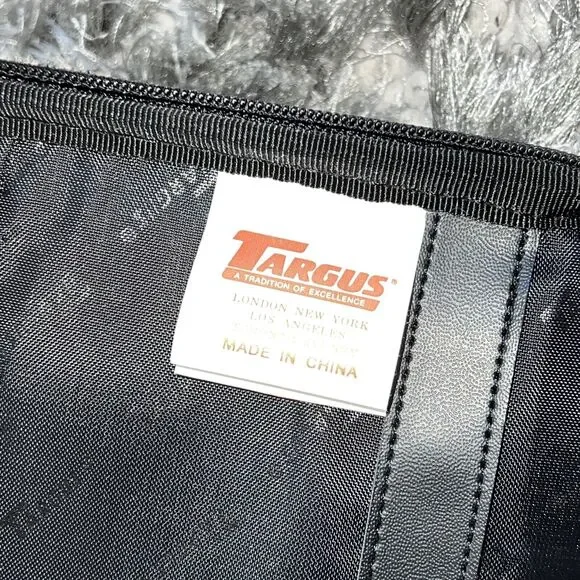 TARGUS®
A TRADITION OF EXCELLENCE
LONDON NEW YORK
LOS ANGELES
MADE IN CHINA